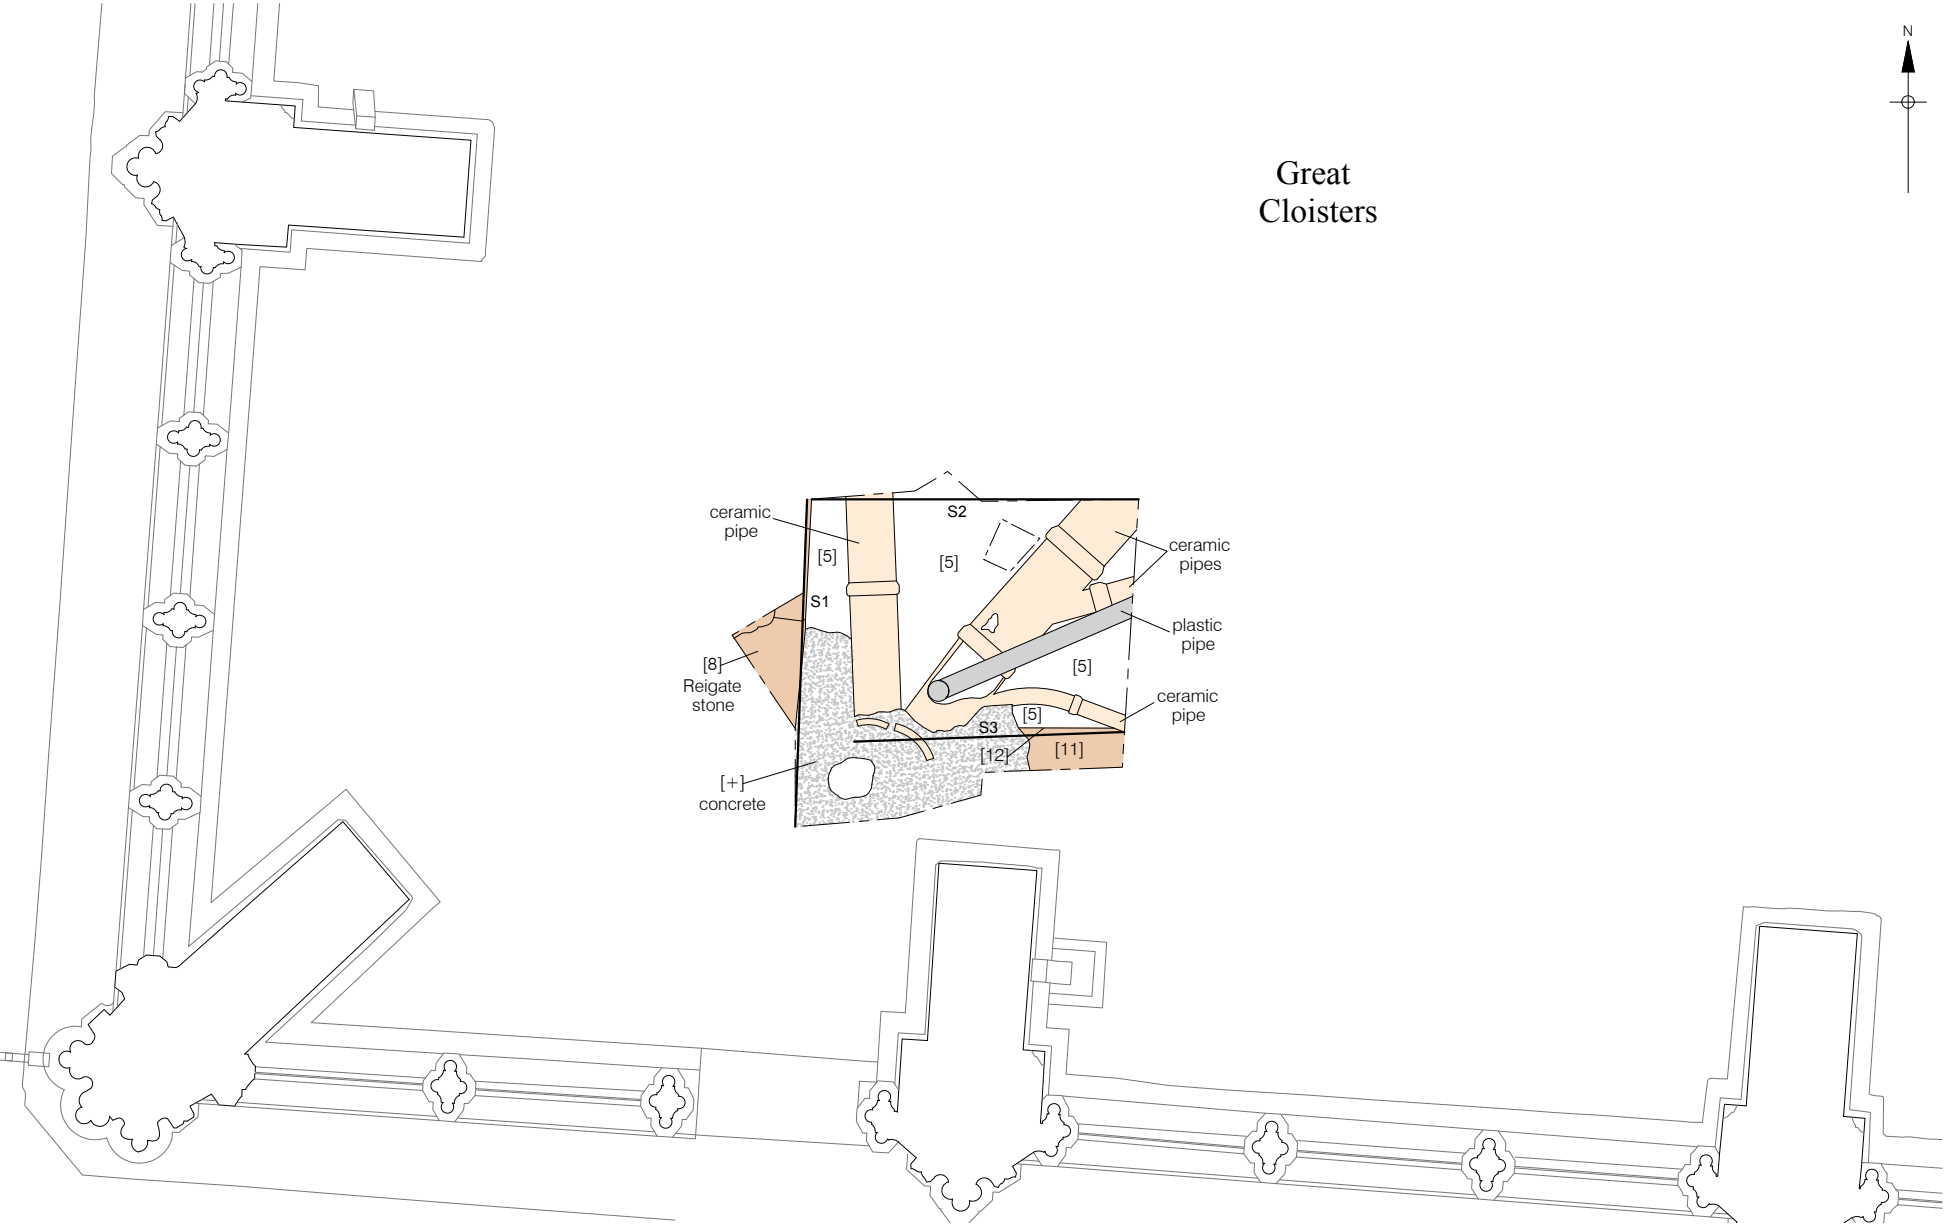 N
Great
Cloisters
S2
ceramic
pipe
[5]
[5]
ceramic
pipes
S1
plastic
pipe
[8]
Reigate
stone
[5]
ceramic
pipe
[5]
S3
[12]
[11]
[+]
concrete